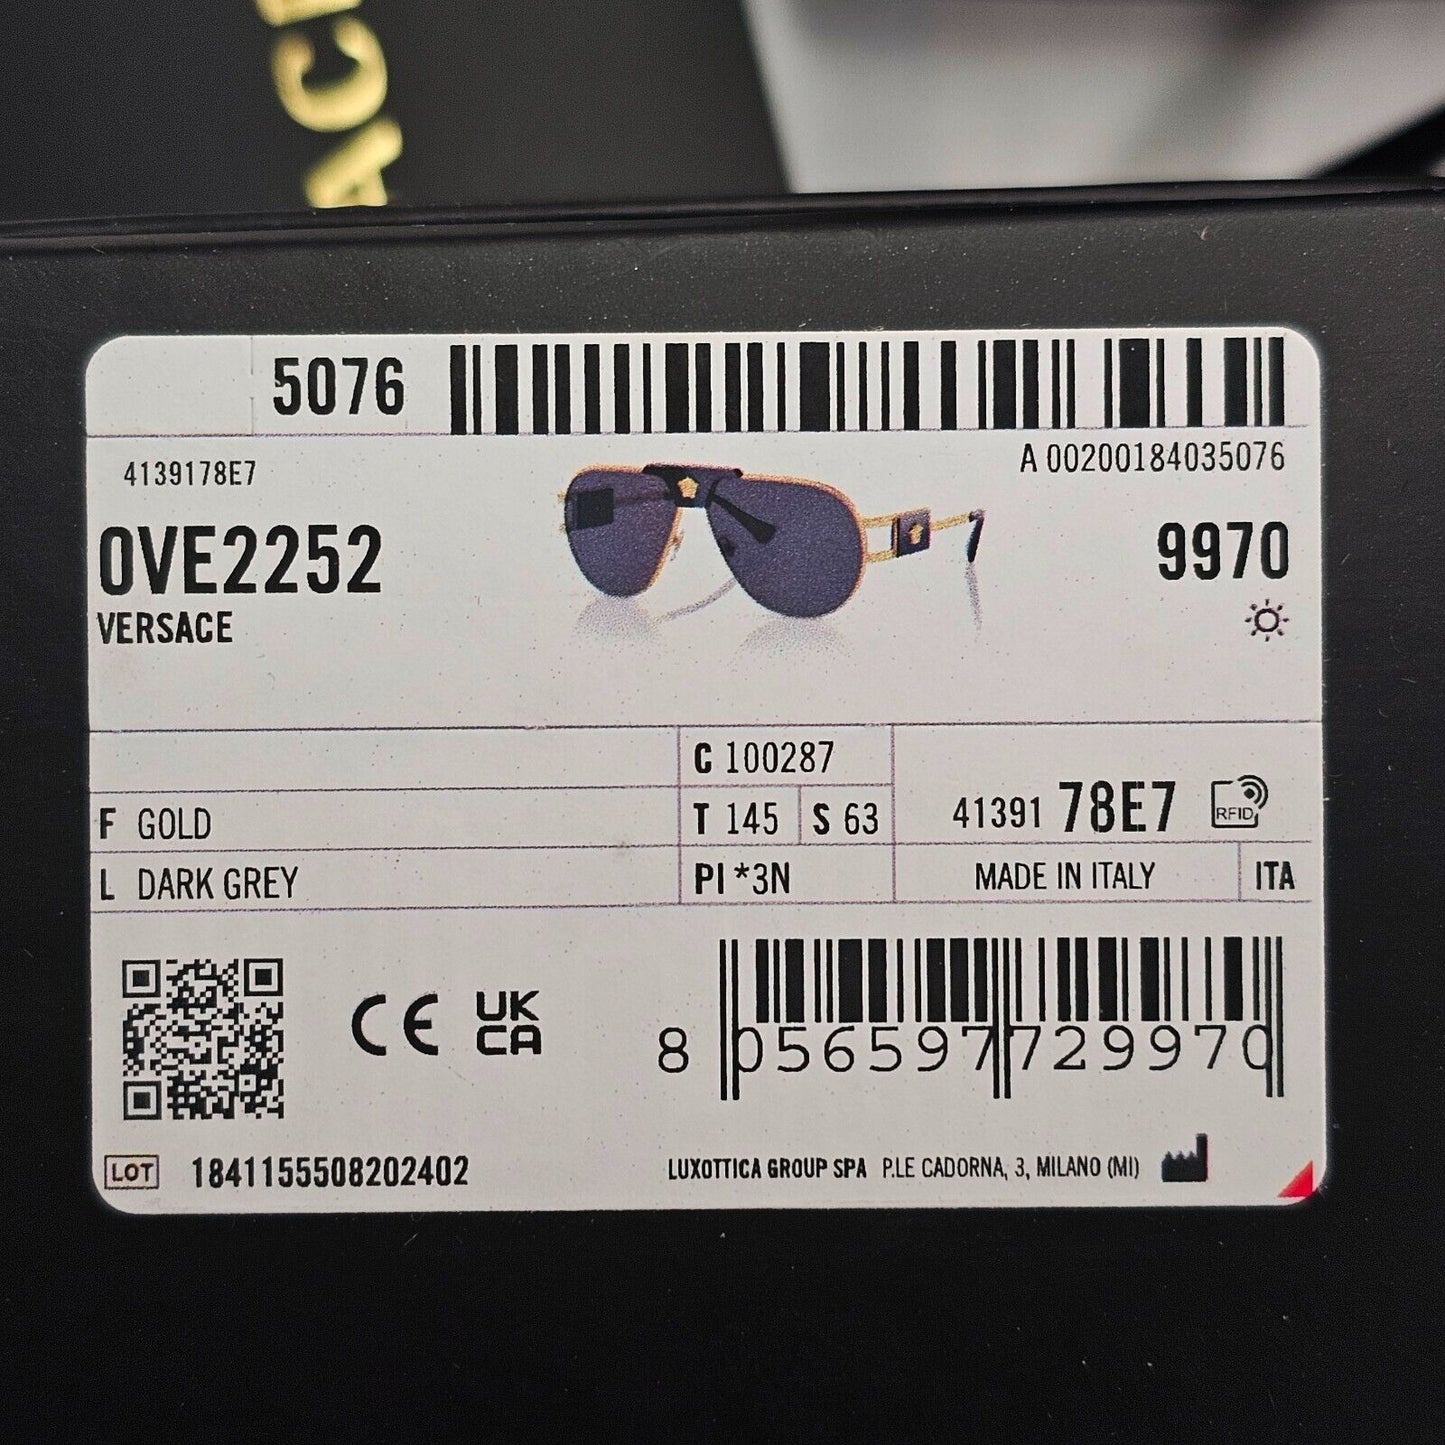 ACE
5076
4139178E7
A 00200184035076
0VE2252
9970
VERSACE
C 100287
F GOLD
T 145
S 63
41391 78E7
RFID
L DARK GREY
PI *3N
MADE IN ITALY
ITA
CE
UK
CA
8 056597 729970
LOT
1841155508202402
LUXOTTICA GROUP SPA P.LE CADORNA, 3, MILANO (MI)